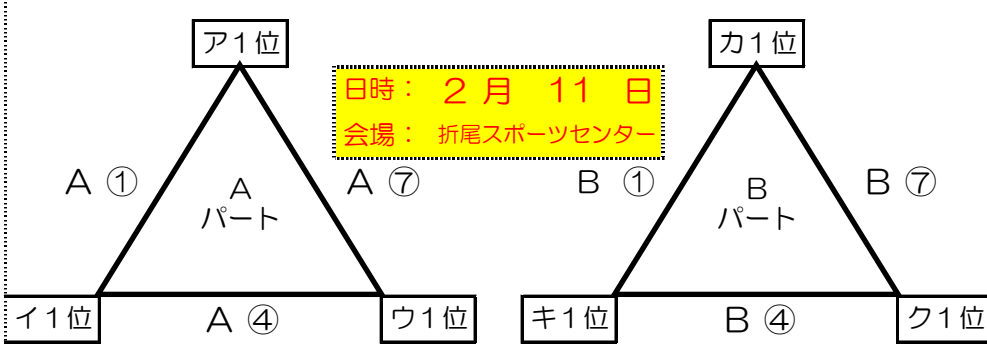 ア1位
カ1位
日時： 2 月 11 日
会場： 折尾スポーツセンター
A ①
A
パート
A ⑦
B ①
B
パート
B ⑦
イ1位
A ④
ウ1位
キ1位
B ④
ク1位